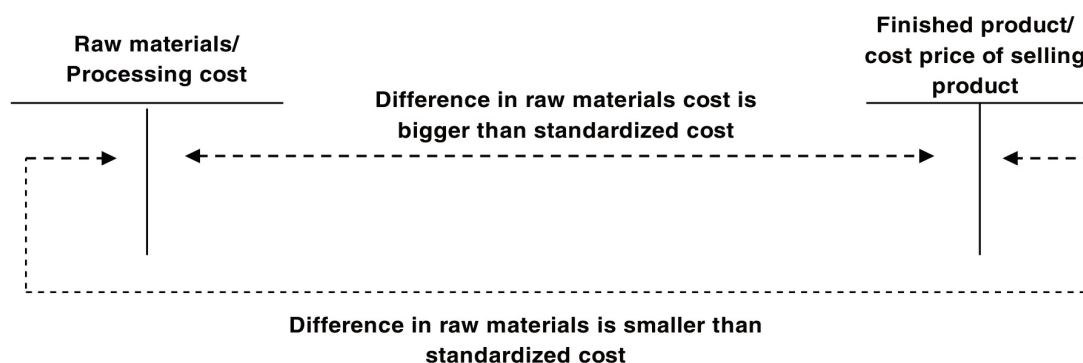 Raw materials/
Processing cost
Finished product/
cost price of selling
product
Difference in raw materials cost is
bigger than standardized cost
Difference in raw materials is smaller than
standardized cost